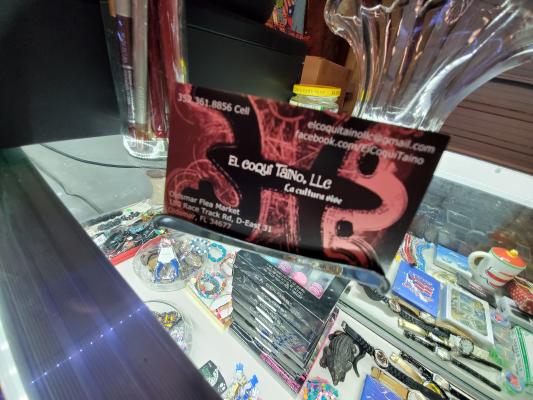 352.361.8856 Cell
elcoquitainollc@gmail.com
facebook.com/ElCoquiTaino
EL COQUI TAINO, LLC
La cultura vive
Oldsmar Flea Market
180 Race Track Rd, D-East 31
Oldsmar, FL 34677